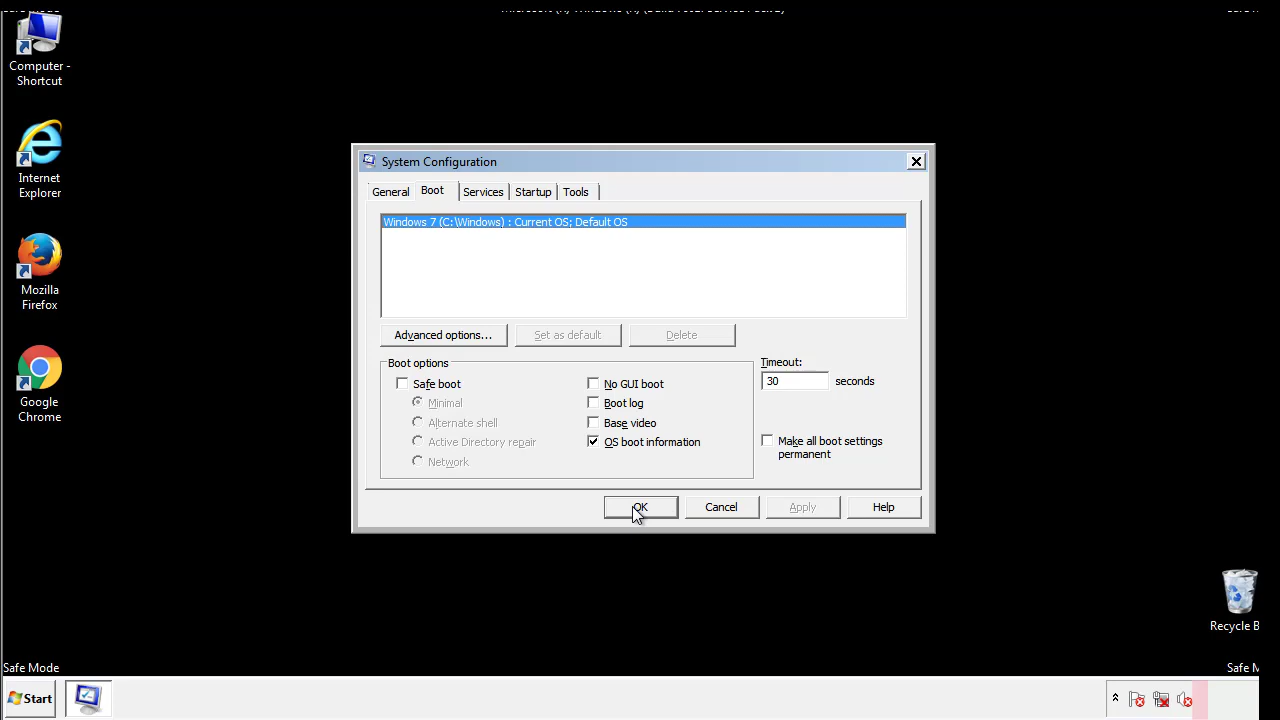 Computer -
Shortcut
Internet
Explorer
Mozilla
Firefox
Google
Chrome
System Configuration
General
Boot
Services
Startup
Tools
Windows 7 (C:\Windows) : Current OS; Default OS
Advanced options...
Set as default
Delete
Boot options
Safe boot
Minimal
Alternate shell
Active Directory repair
Network
No GUI boot
Boot log
Base video
OS boot information
Timeout:
30 seconds
Make all boot settings
permanent
OK
Cancel
Apply
Help
Recycle B
Safe Mode
Safe M
Start